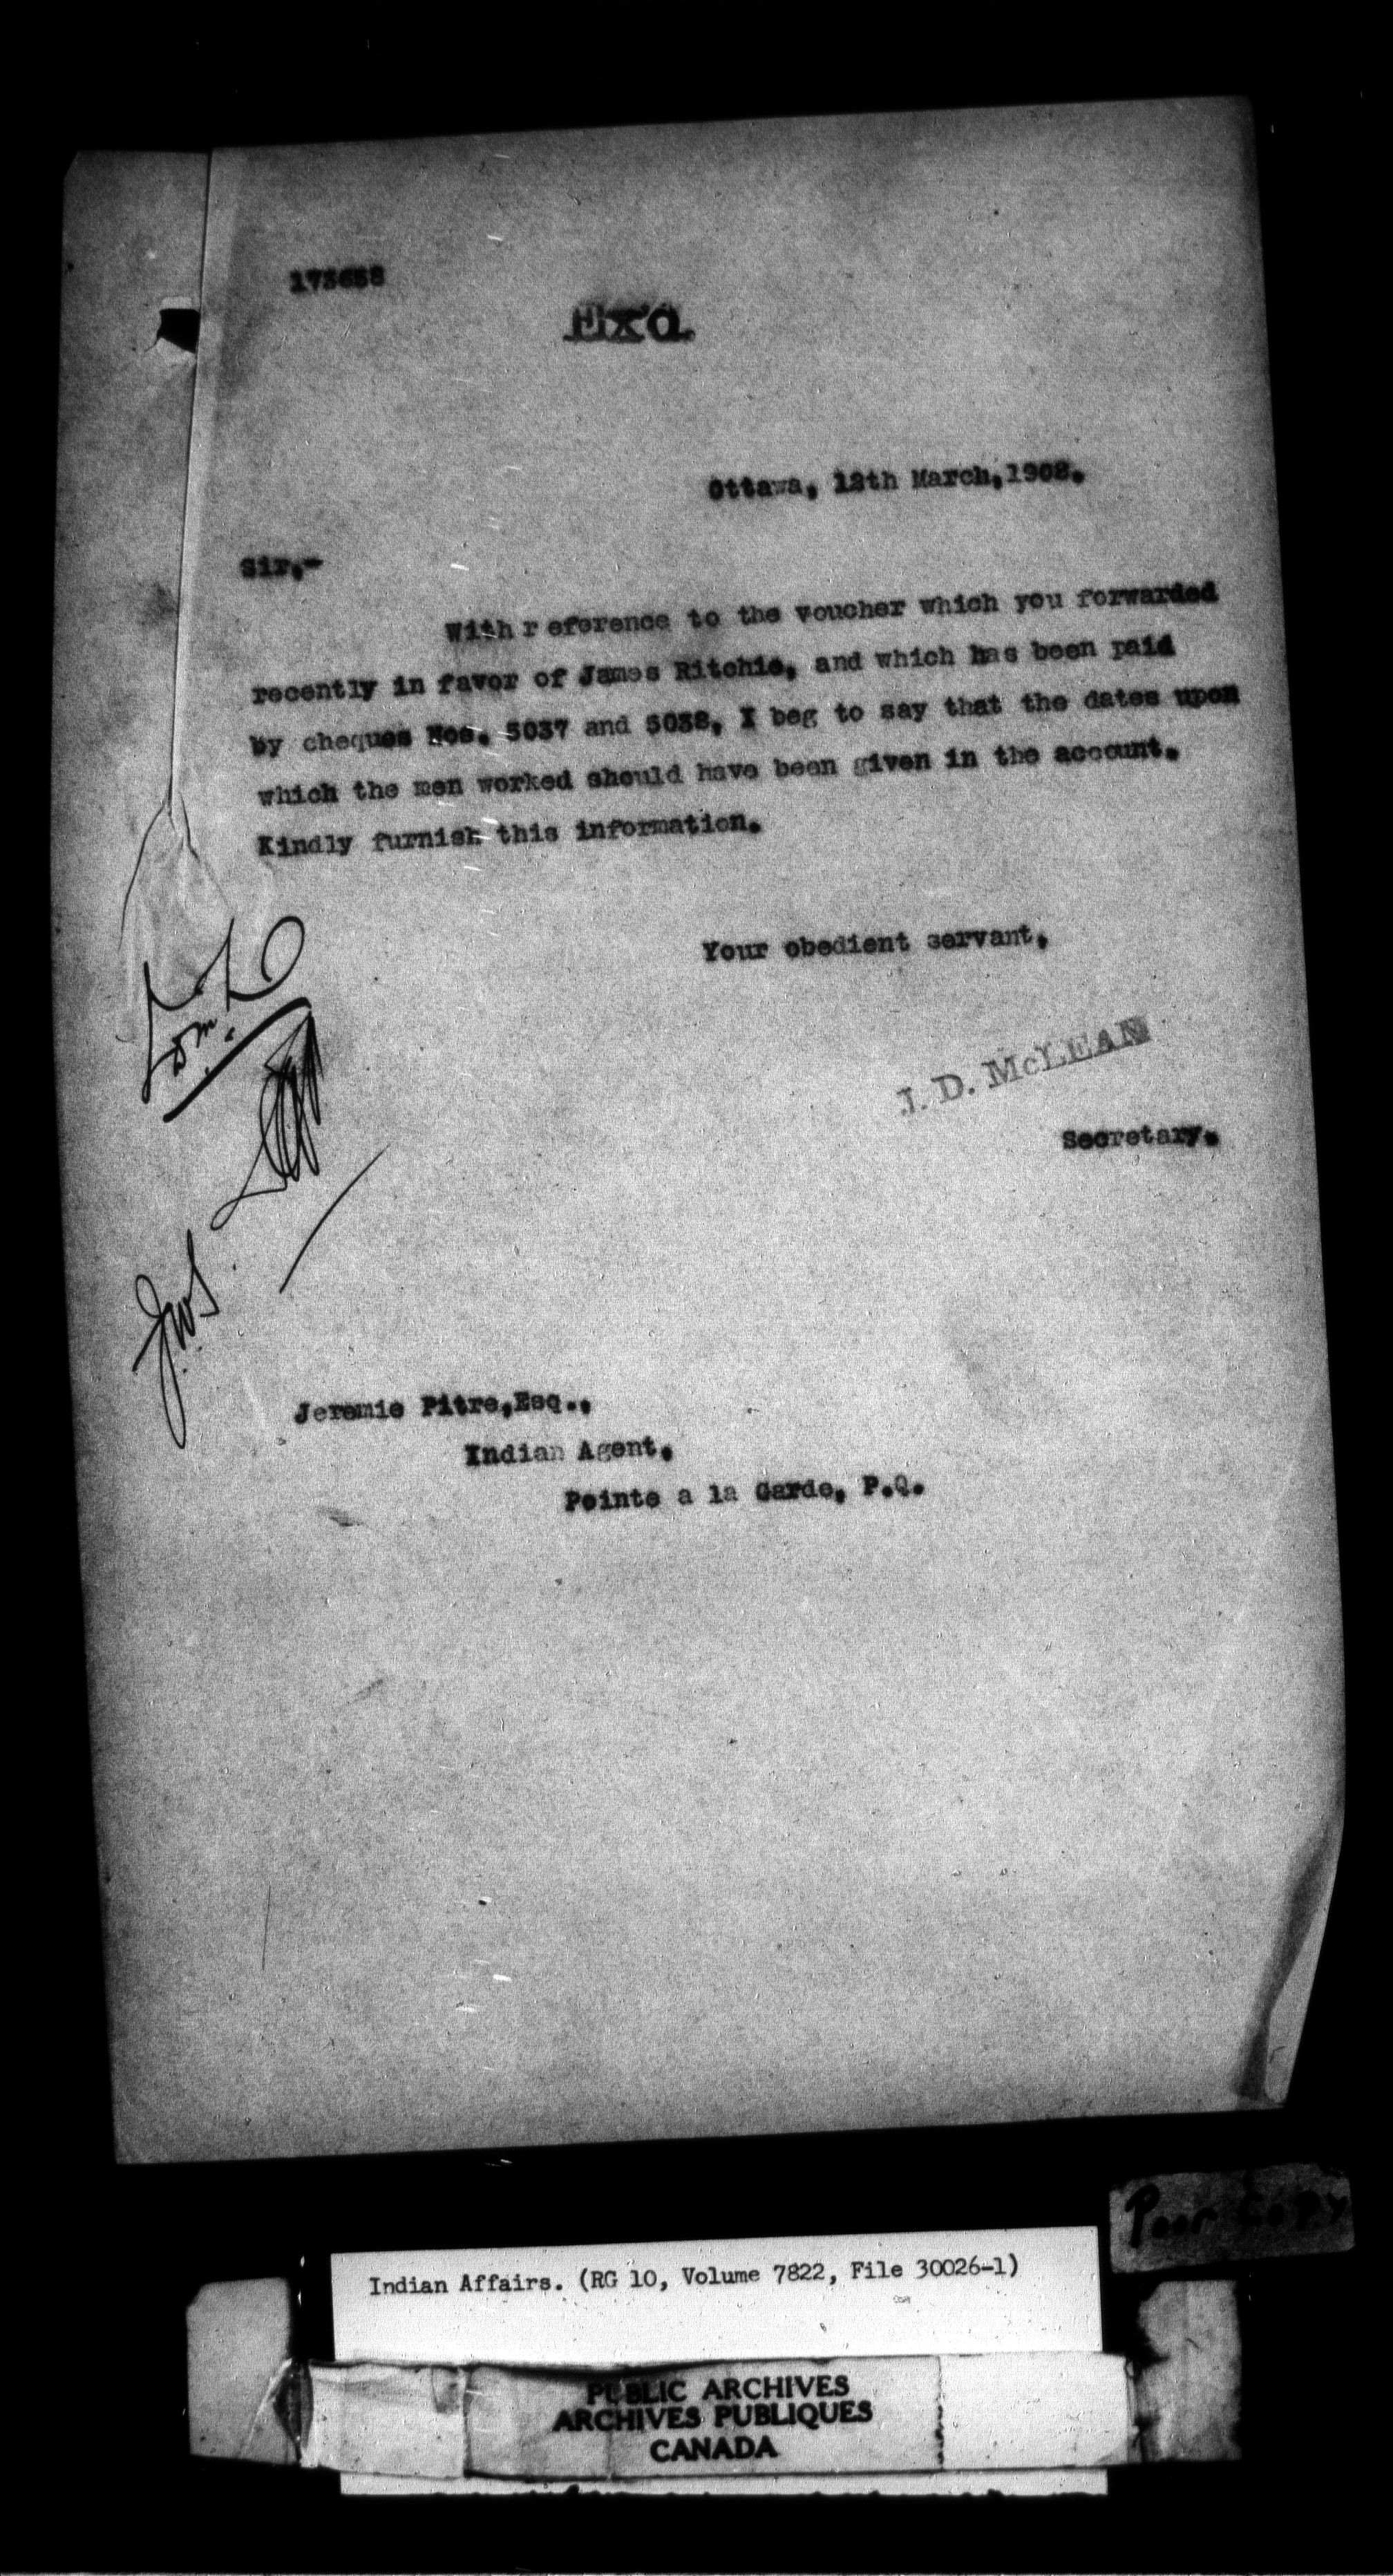 173658
Ex'd.
Ottawa, 12th March, 1908.
Sir,-
With r eference to the voucher which you forwarded
recently in favor of James Ritchie, and which has been paid
by cheques Nos. 5037 and 5038, I beg to say that the dates upon
which the men worked should have been given in the account.
Kindly furnish this information.
Your obedient servant,
J. D. McLEAN
Secretary.
Jeremie Pitre, Esq.,
Indian Agent,
Pointe a la Garde, P.Q.
Poor Copy
Indian Affairs. (RG 10, Volume 7822, File 30026-1)
PUBLIC ARCHIVES
ARCHIVES PUBLIQUES
CANADA